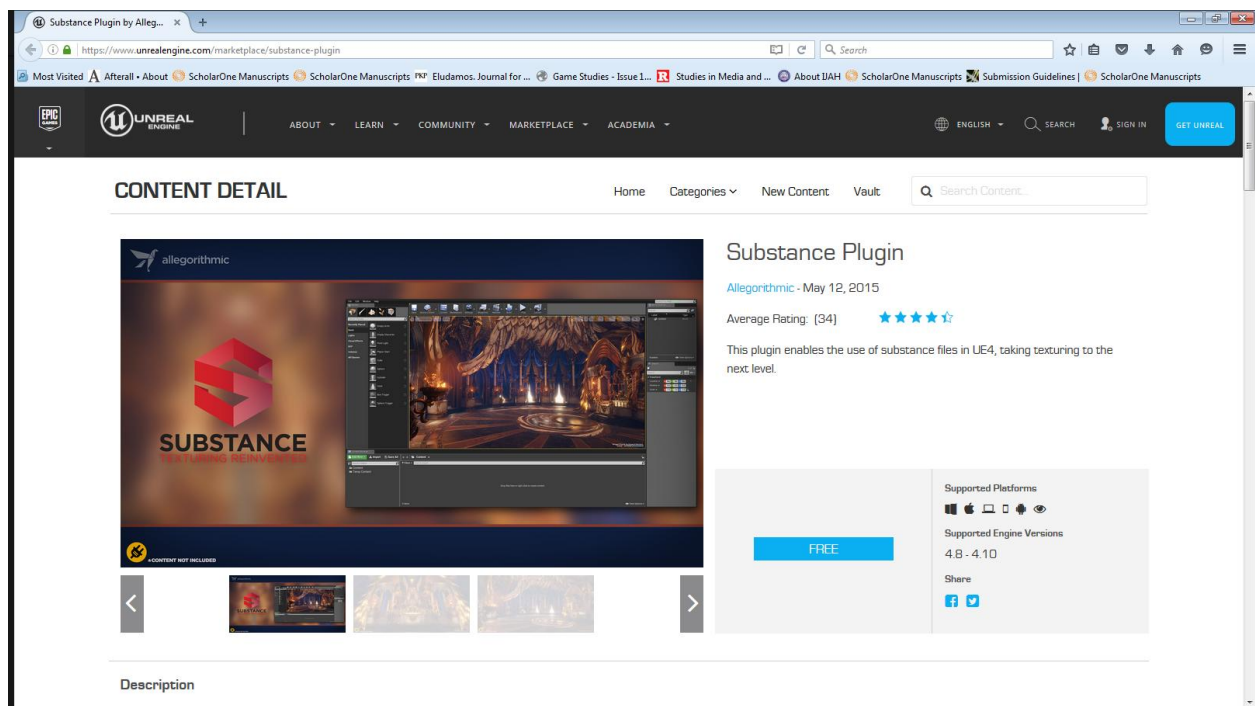 Substance Plugin by Alleg...
https://www.unrealengine.com/marketplace/substance-plugin
Search
Most Visited
Afterall • About
ScholarOne Manuscripts
ScholarOne Manuscripts
PKP Eludamos. Journal for ...
Game Studies - Issue 1...
R Studies in Media and ...
About IJAH
ScholarOne Manuscripts
Submission Guidelines |
ScholarOne Manuscripts
EPIC GAMES
UNREAL ENGINE
ABOUT
LEARN
COMMUNITY
MARKETPLACE
ACADEMIA
ENGLISH
SEARCH
SIGN IN
GET UNREAL
CONTENT DETAIL
Home
Categories
New Content
Vault
Search Content...
allegorithmic
SUBSTANCE
TEXTURING REINVENTED
*CONTENT NOT INCLUDED
Substance Plugin
Allegorithmic - May 12, 2015
Average Rating: (34)
This plugin enables the use of substance files in UE4, taking texturing to the
next level.
FREE
Supported Platforms
Supported Engine Versions
4.8 - 4.10
Share
Description